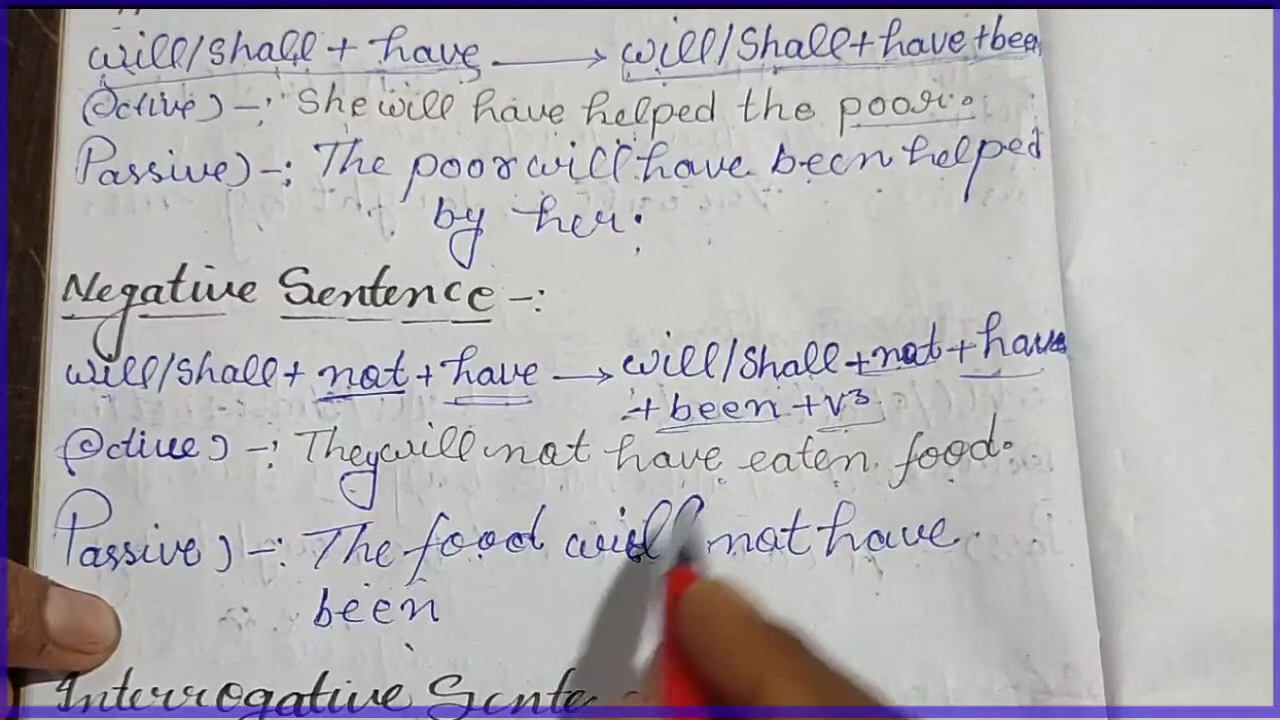 will/shall + have → will/shall + have + been
(Active) -: She will have helped the poor.
Passive) -: The poor will have been helped
by her.
Negative Sentence -:
will/shall + not + have → will/shall + not + have
+ been + V³
(Active) -: They will not have eaten food.
Passive) -: The food will not have
been
Interrogative